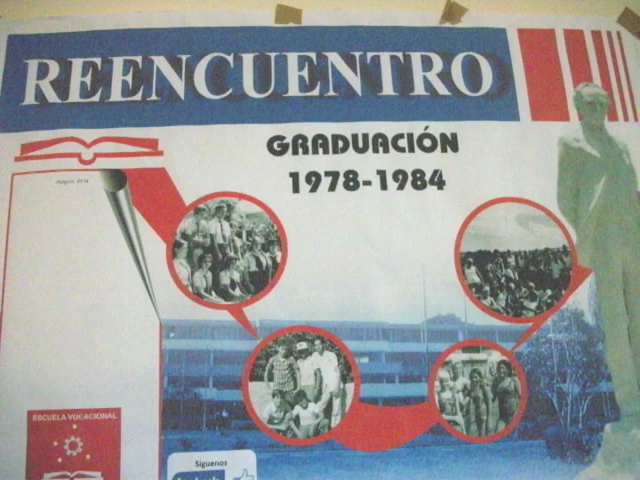 REENCUENTRO
GRADUACIÓN
1978-1984
ESCUELA VOCACIONAL
Síguenos